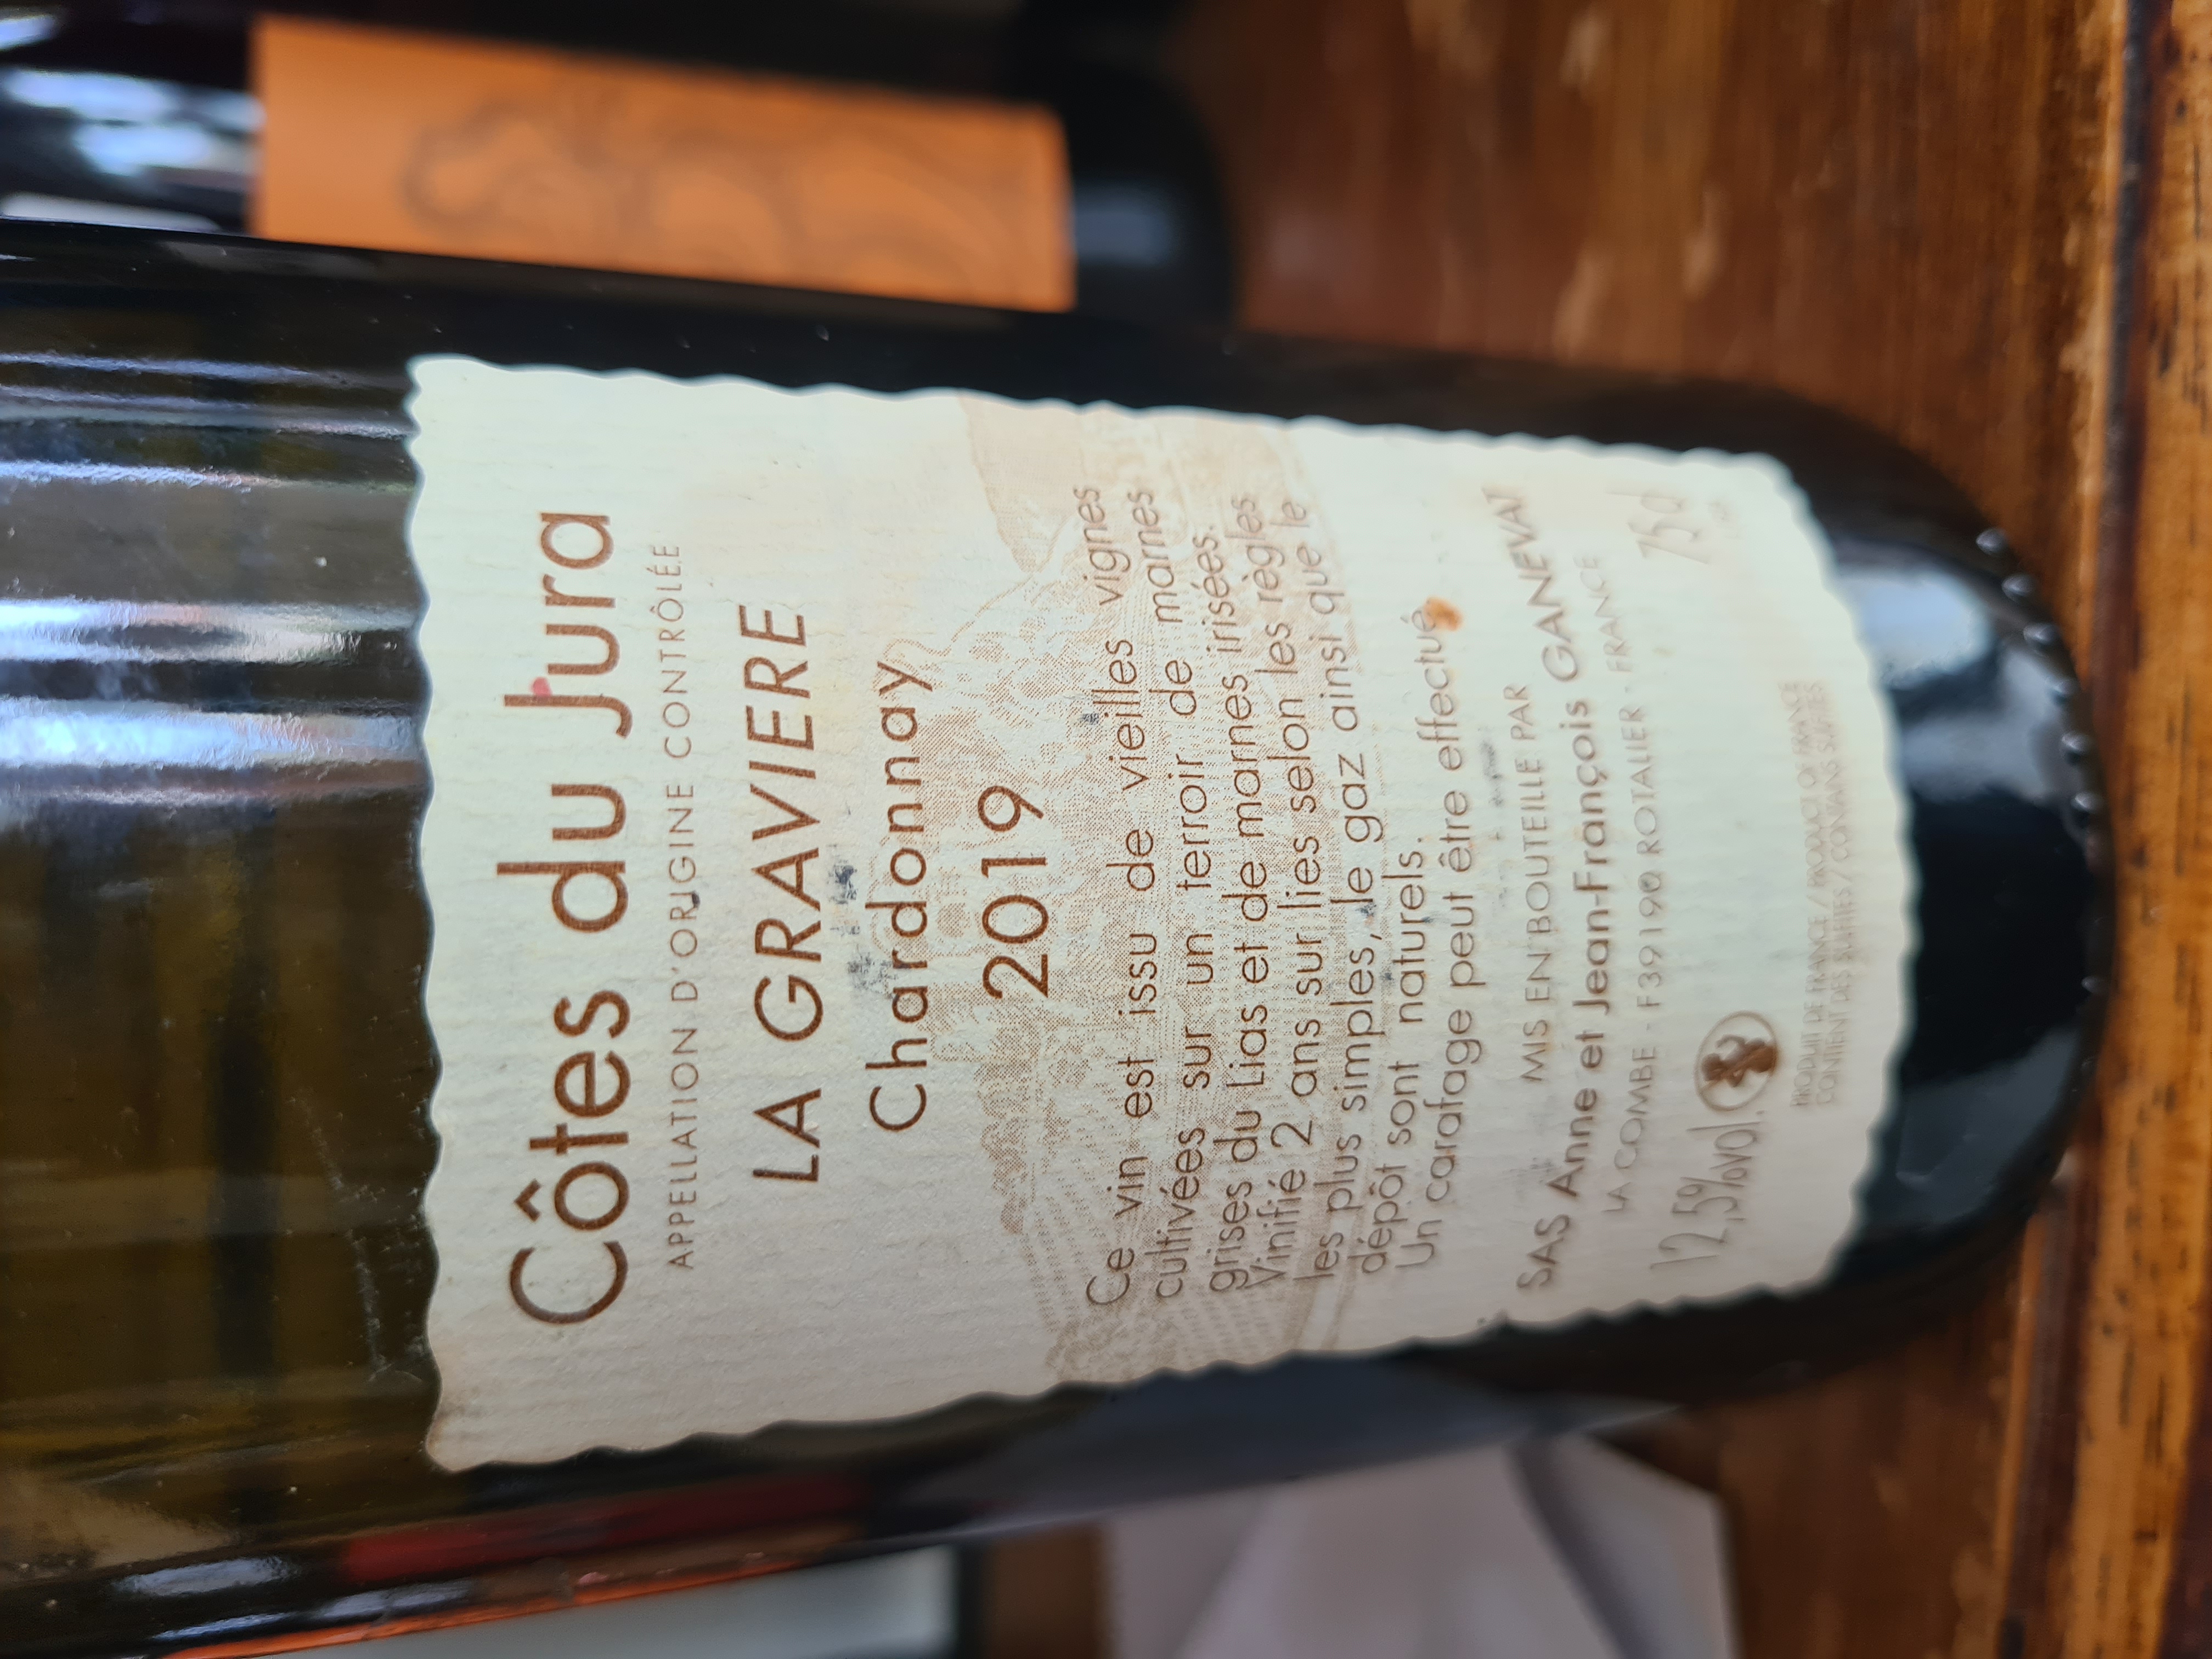 Côtes du Jura
APPELLATION D'ORIGINE CONTRÔLÉE
LA GRAVIERE
Chardonnay
2019
Ce vin est issu de vieilles vignes
cultivées sur un terroir de marnes
grises du Lias et de marnes irisées.
Vinifié 2 ans sur lies selon les règles
les plus simples, le gaz ainsi que le
dépôt sont naturels.
Un carafage peut être effectué.
MIS EN BOUTEILLE PAR
SAS Anne et Jean-François GANEVAT
LA COMBE - F39190 ROTALIER - FRANCE
12,5%vol. 75cl
PRODUIT DE FRANCE / PRODUCT OF FRANCE
CONTIENT DES SULFITES / CONTAINS SULFITES